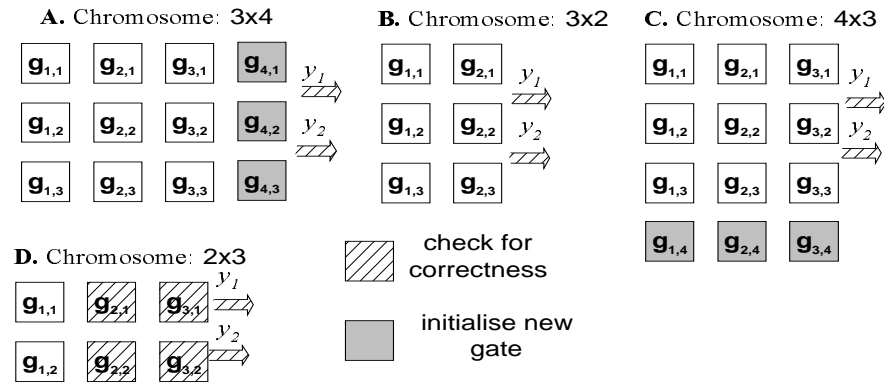 A. Chromosome: 3x4
g1,1 g2,1 g3,1 g4,1 y1
g1,2 g2,2 g3,2 g4,2 y2
g1,3 g2,3 g3,3 g4,3
B. Chromosome: 3x2
g1,1 g2,1 y1
g1,2 g2,2 y2
g1,3 g2,3
C. Chromosome: 4x3
g1,1 g2,1 g3,1 y1
g1,2 g2,2 g3,2 y2
g1,3 g2,3 g3,3
g1,4 g2,4 g3,4
D. Chromosome: 2x3
g1,1 g2,1 g3,1 y1
g1,2 g2,2 g3,2 y2
check for
correctness
initialise new
gate